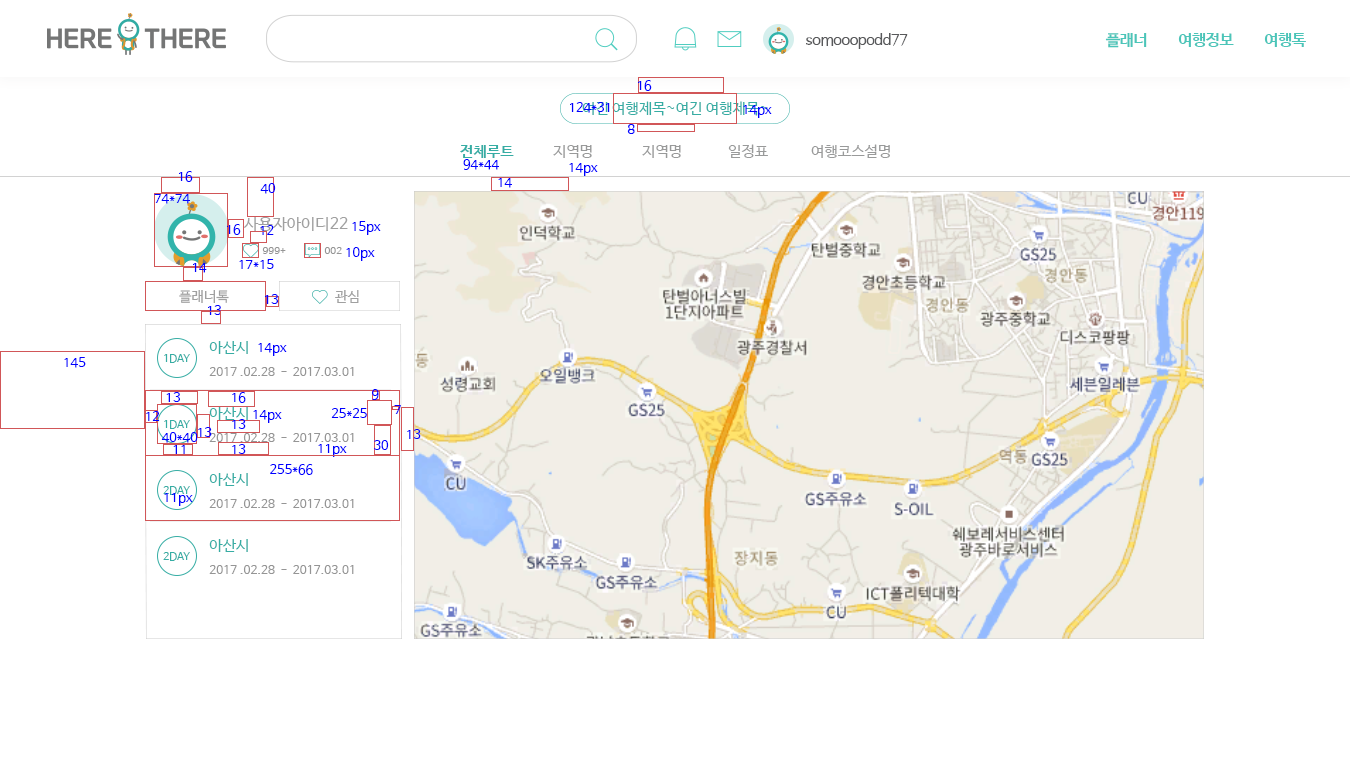 HERE THERE
somooopodd77
플래너 여행정보 여행톡
16
124*31 여긴 여행제목~여긴 여행제목~ 14px
8
전체루트 지역명 지역명 일정표 여행코스설명
94*44 14px
14
16
40
74*74
사용자아이디22 15px
16 12
999+ 002 10px
17*15
14
플래너톡 13 관심
13
1DAY 아산시 14px
2017 .02.28 - 2017.03.01
145
13 16 9
12 1DAY 아산시 14px 25*25 7
13 13 13
40*40 2017 .02.28 - 2017.03.01
11 13 11px 30
255*66
2DAY 아산시
11px 2017 .02.28 - 2017.03.01
2DAY 아산시
2017 .02.28 - 2017.03.01
CU
경안119
인덕학교
탄벌중학교
GS25
경안초등학교
경안동
탄벌아너스빌
1단지아파트
경안동
광주중학교
디스코팡팡
광주경찰서
동
성령교회
오일뱅크
세븐일레븐
GS25
역동
GS25
CU
GS주유소
S-OIL
쉐보레서비스센터
광주바로서비스
SK주유소
장지동
GS주유소
ICT폴리텍대학
CU
GS주유소